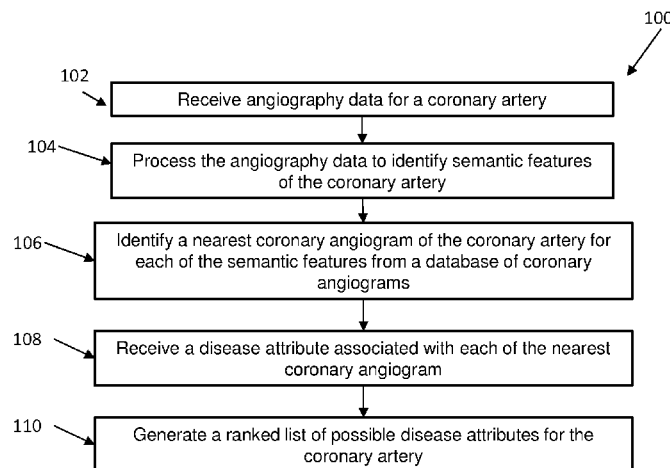 100
102
Receive angiography data for a coronary artery
104
Process the angiography data to identify semantic features
of the coronary artery
106
Identify a nearest coronary angiogram of the coronary artery for
each of the semantic features from a database of coronary
angiograms
108
Receive a disease attribute associated with each of the nearest
coronary angiogram
110
Generate a ranked list of possible disease attributes for the
coronary artery